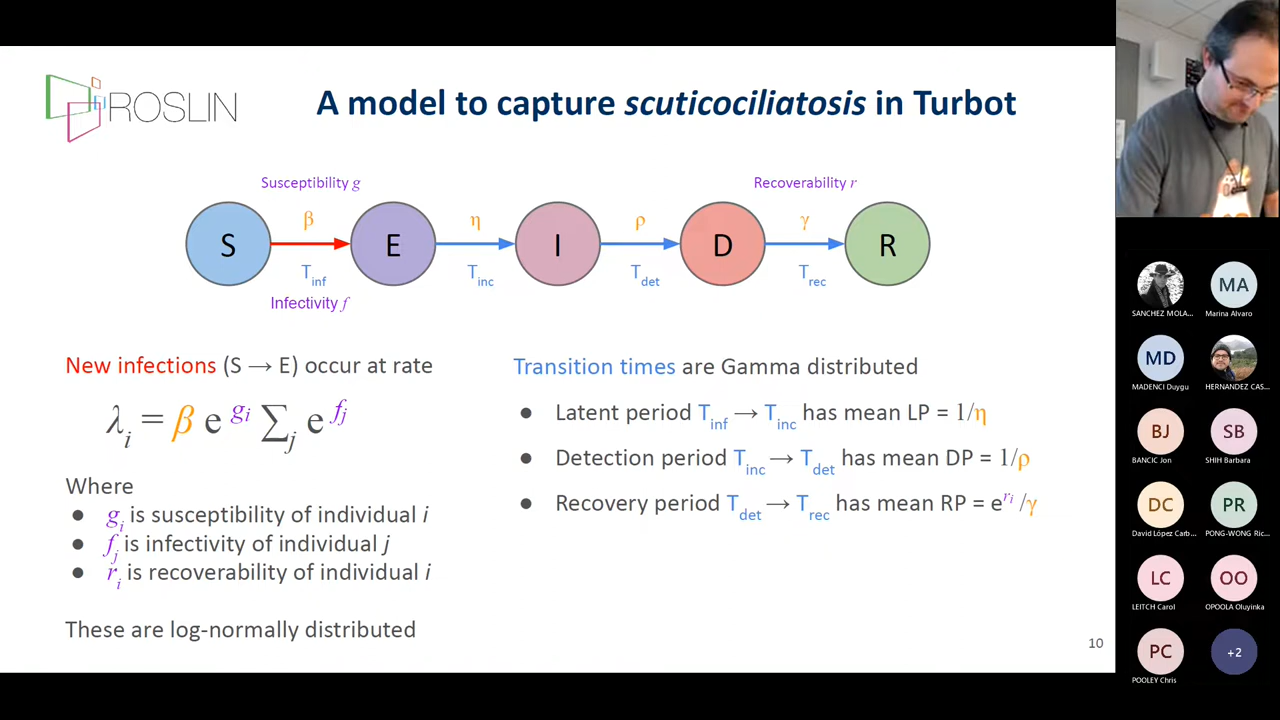 ROSLIN
A model to capture scuticociliatosis in Turbot
Susceptibility g
Recoverability r
β
η
ρ
γ
S
E
I
D
R
T_inf
T_inc
T_det
T_rec
Infectivity f
New infections (S → E) occur at rate
λ_i = β e^{g_i} ∑_j e^{f_j}
Where
● g_i is susceptibility of individual i
● f_j is infectivity of individual j
● r_i is recoverability of individual i
These are log-normally distributed
Transition times are Gamma distributed
● Latent period T_inf → T_inc has mean LP = 1/η
● Detection period T_inc → T_det has mean DP = 1/ρ
● Recovery period T_det → T_rec has mean RP = e^{r_i}/γ
10
SANCHEZ MOLA...
MA
Marina Alvaro
MD
MADENCI Duygu
HERNANDEZ CAS...
BJ
BANCIC Jon
SB
SHIH Barbara
DC
David López Carb...
PR
PONG-WONG Ric...
LC
LEITCH Carol
OO
OPOOLA Oluyinka
PC
POOLEY Chris
+2